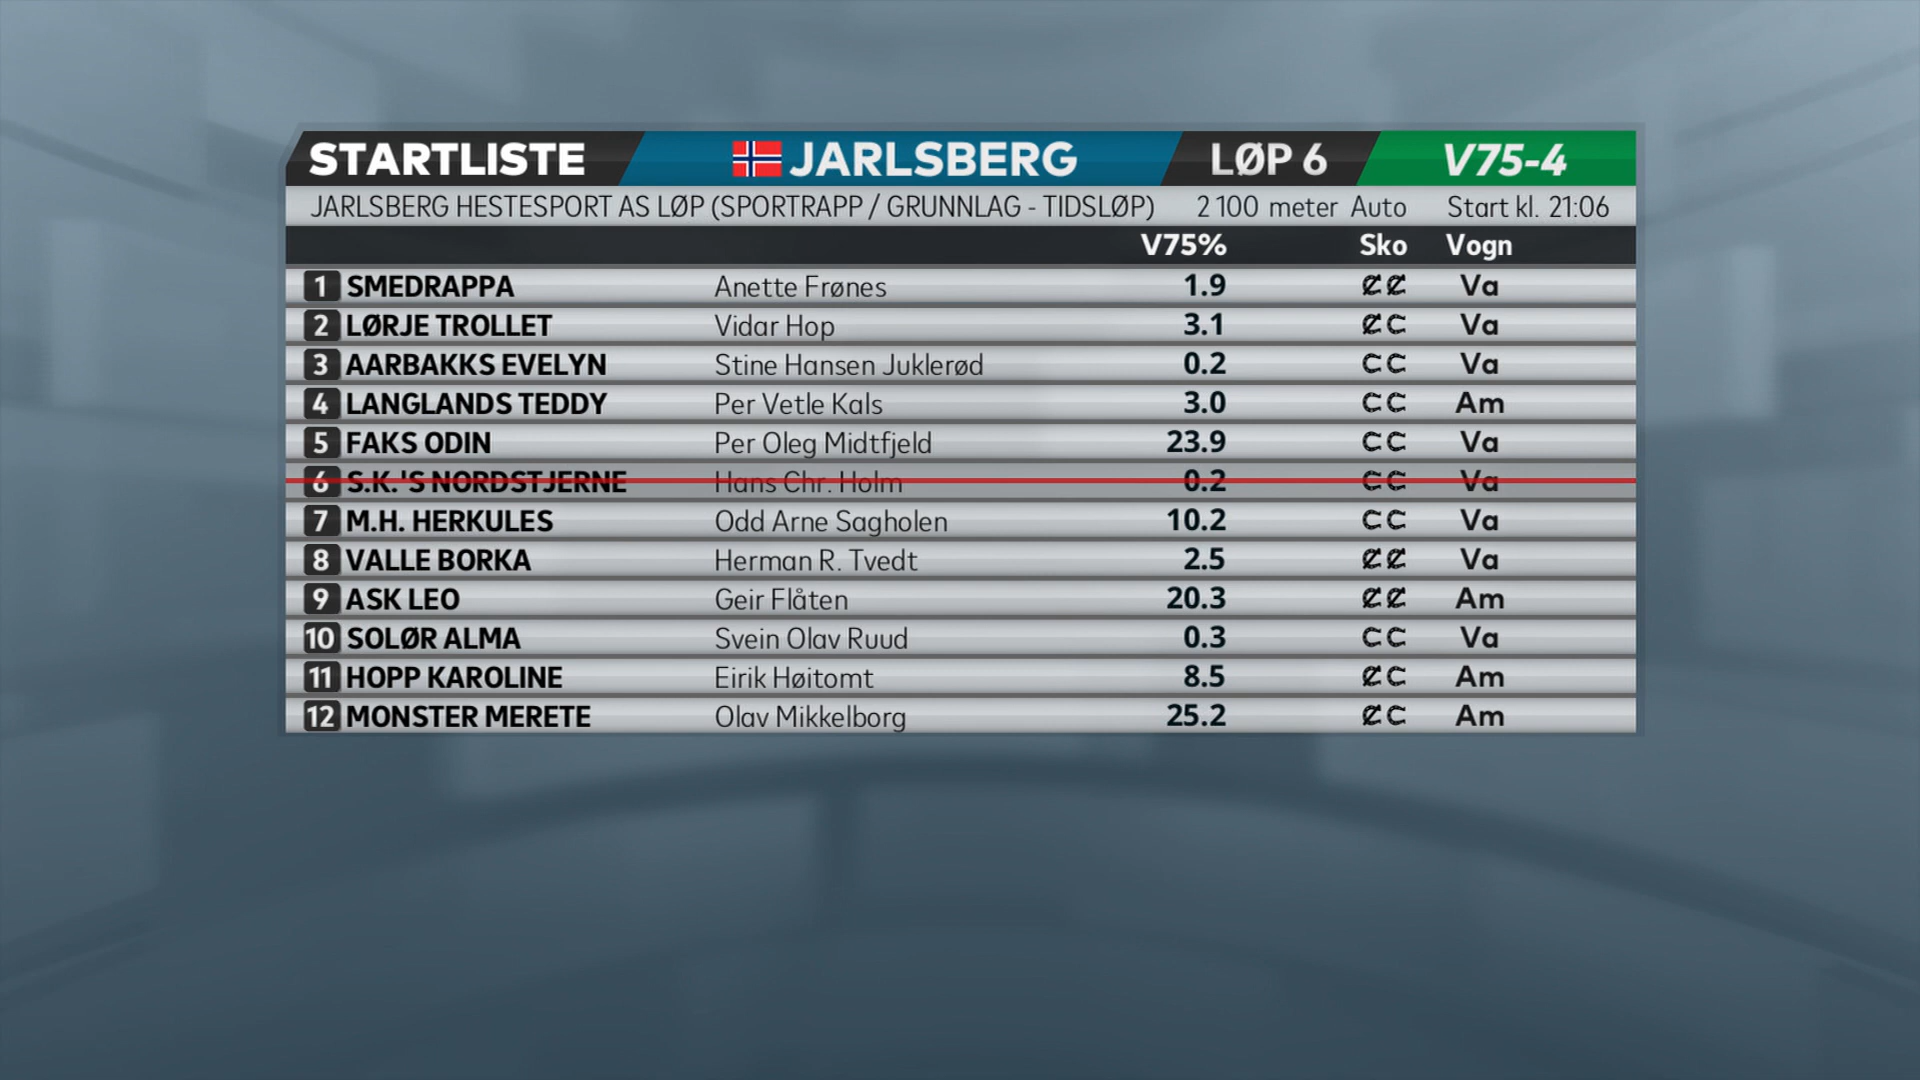 STARTLISTE JARLSBERG LØP 6 V75-4
JARLSBERG HESTESPORT AS LØP (SPORTRAPP / GRUNNLAG - TIDSLØP) 2 100 meter Auto Start kl. 21:06
V75% Sko Vogn
1 SMEDRAPPA Anette Frønes 1.9 Va
2 LØRJE TROLLET Vidar Hop 3.1 Va
3 AARBAKKS EVELYN Stine Hansen Juklerød 0.2 Va
4 LANGLANDS TEDDY Per Vetle Kals 3.0 Am
5 FAKS ODIN Per Oleg Midtfjeld 23.9 Va
6 S.K.'S NORDSTJERNE Hans Chr. Holm 0.2 Va
7 M.H. HERKULES Odd Arne Sagholen 10.2 Va
8 VALLE BORKA Herman R. Tvedt 2.5 Va
9 ASK LEO Geir Flåten 20.3 Am
10 SOLØR ALMA Svein Olav Ruud 0.3 Va
11 HOPP KAROLINE Eirik Høitomt 8.5 Am
12 MONSTER MERETE Olav Mikkelborg 25.2 Am